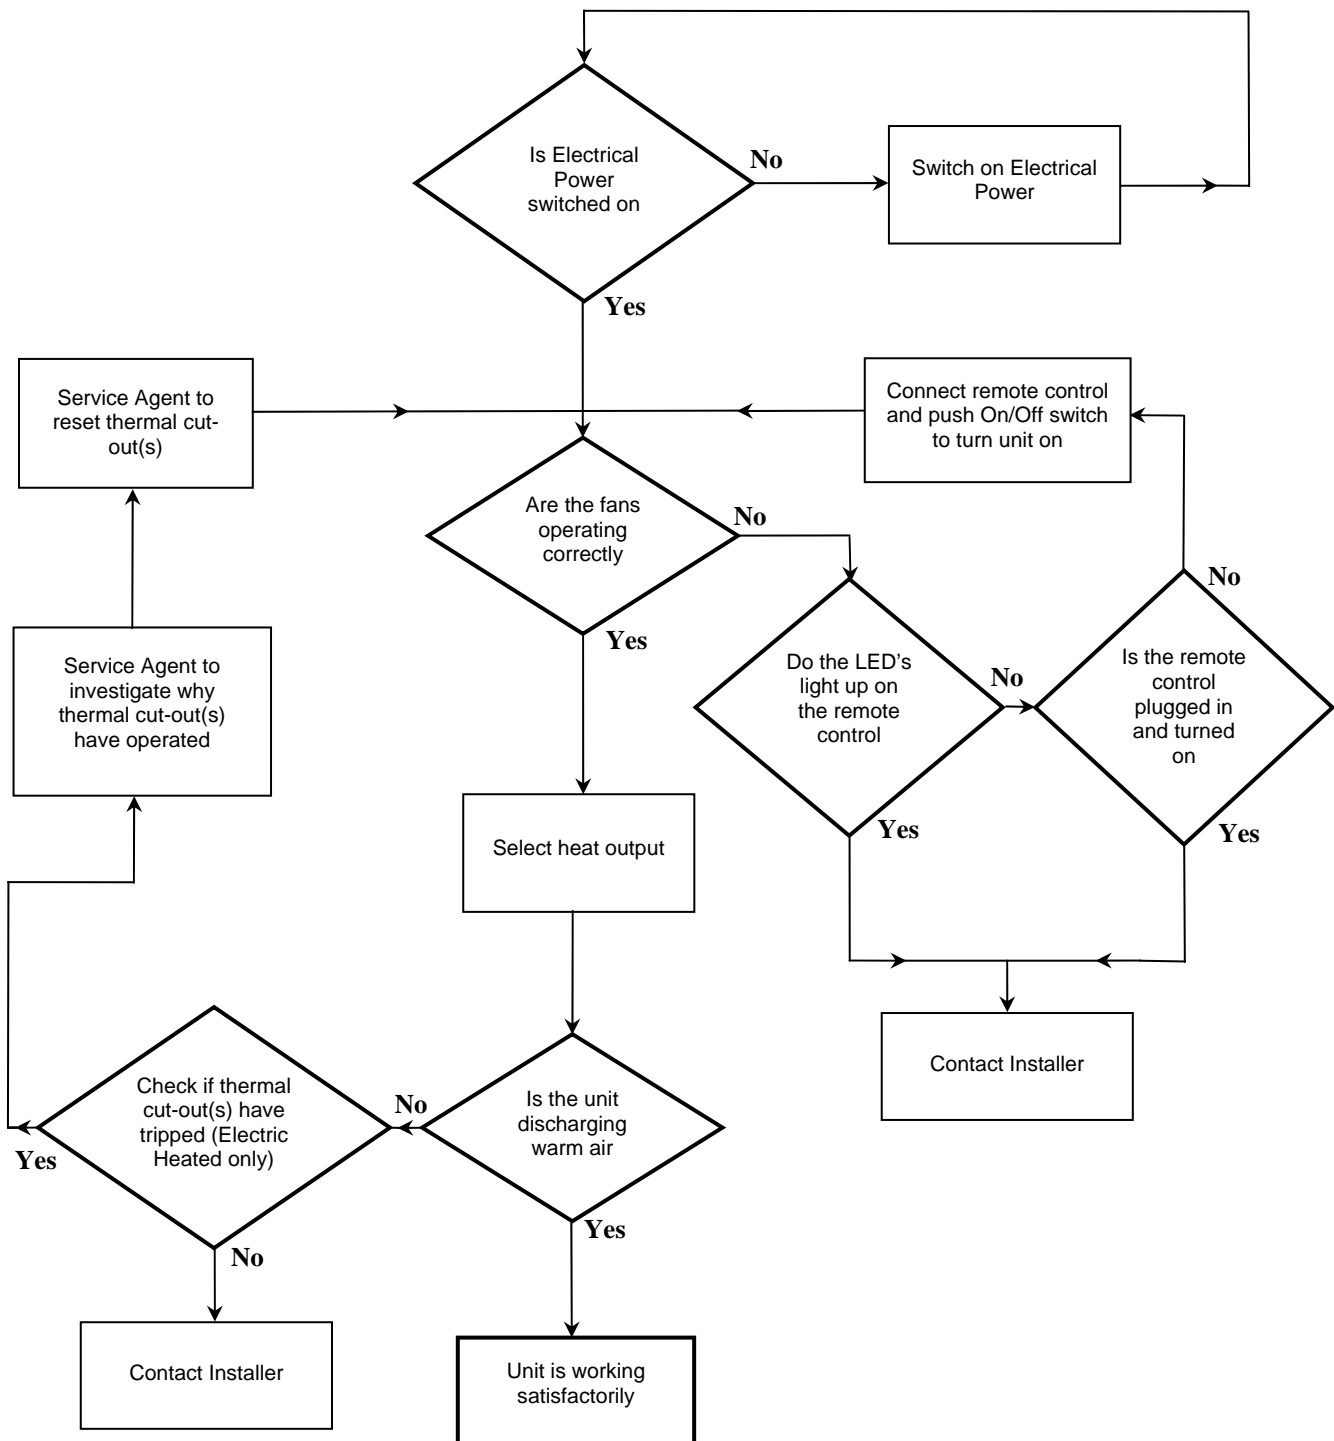 Is Electrical
Power
switched on
No
Switch on Electrical
Power
Yes
Service Agent to
reset thermal cut-
out(s)
Connect remote control
and push On/Off switch
to turn unit on
Are the fans
operating
correctly
No
Yes
No
Service Agent to
investigate why
thermal cut-out(s)
have operated
Do the LED’s
light up on
the remote
control
No
Is the remote
control
plugged in
and turned
on
Yes
Yes
Select heat output
Contact Installer
Check if thermal
cut-out(s) have
tripped (Electric
Heated only)
No
Is the unit
discharging
warm air
Yes
Yes
No
Contact Installer
Unit is working
satisfactorily